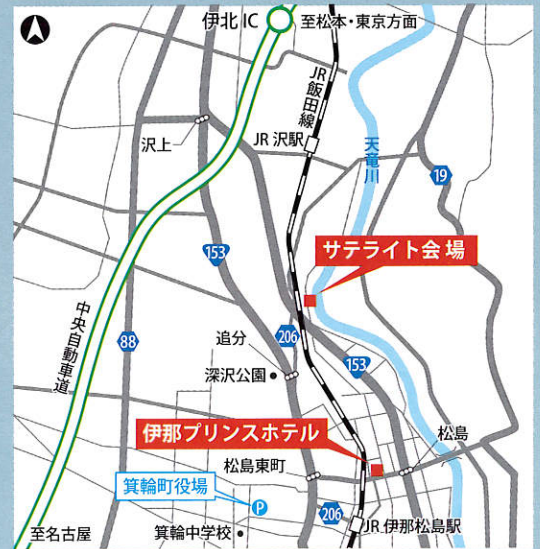 伊北IC
至松本・東京方面
JR飯田線
沢上
JR沢駅
天竜川
19
153
サテライト会場
中央自動車道
88
追分
206
153
深沢公園
伊那プリンスホテル
松島
松島東町
箕輪町役場
P
206
至名古屋
箕輪中学校
JR伊那松島駅